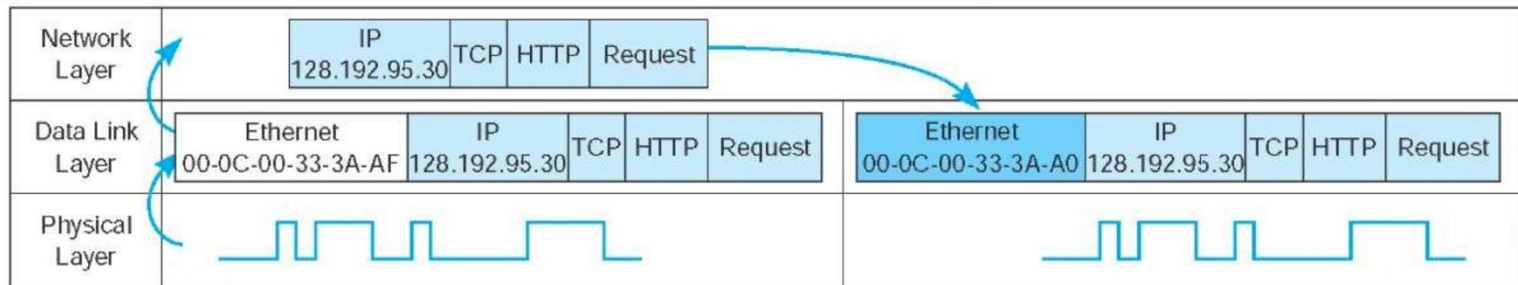 Network
Layer
IP
128.192.95.30
TCP
HTTP
Request
Data Link
Layer
Ethernet
00-0C-00-33-3A-AF
IP
128.192.95.30
TCP
HTTP
Request
Ethernet
00-0C-00-33-3A-A0
IP
128.192.95.30
TCP
HTTP
Request
Physical
Layer